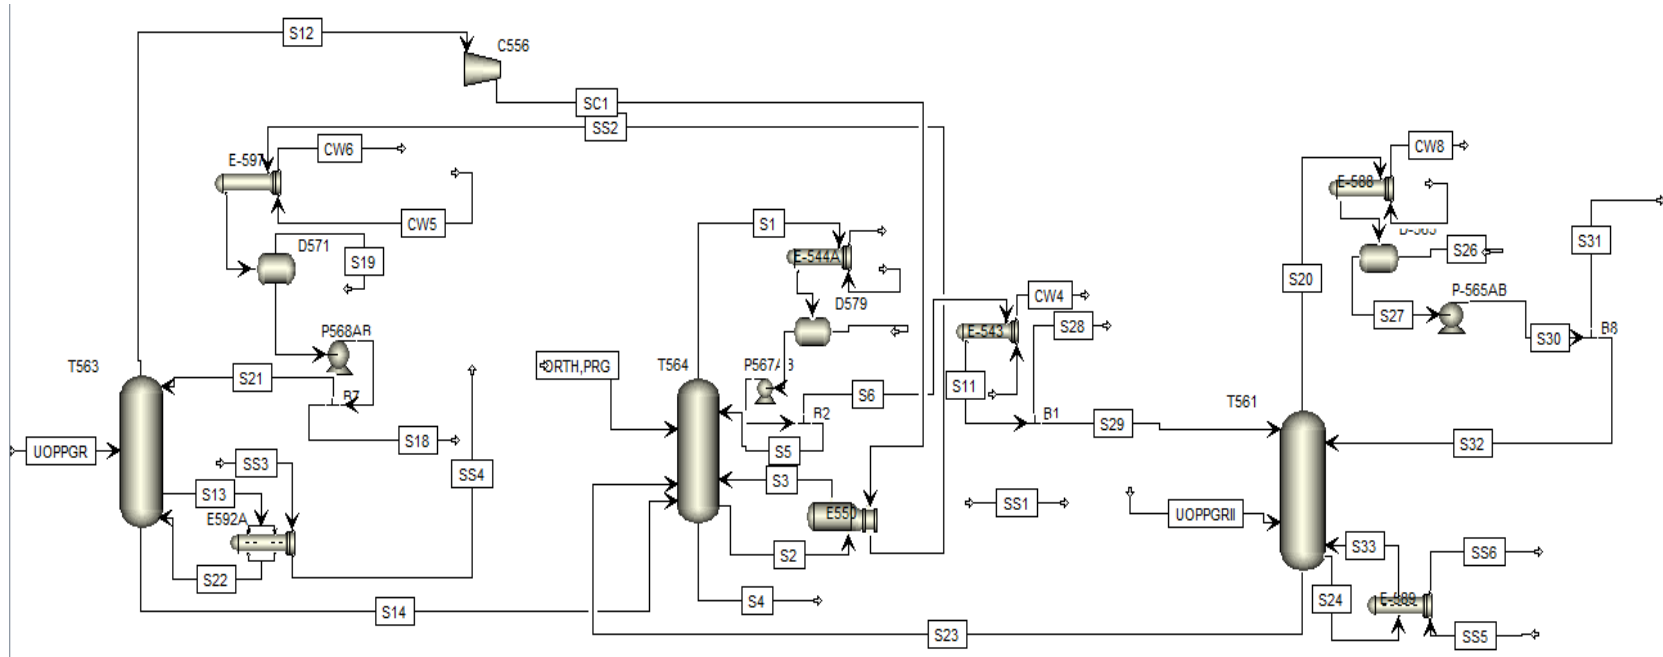 S12
C556
SC1
SS2
CW8
CW6
E-597
E-588
CW5
S1
S31
D571
S26
S19
E-544A
S20
CW4
D579
P-565AB
S28
S27
P568AB
E-543
B8
S30
T563
S21
DRTH,PRG
T564
S11
S6
B7
B2
B1
T561
S29
S18
S32
UOPPGR
S5
SS3
SS4
S3
S13
SS1
UOPPGRII
E592A
S33
S2
SS6
S22
S4
S24
E-589
S14
S23
SS5